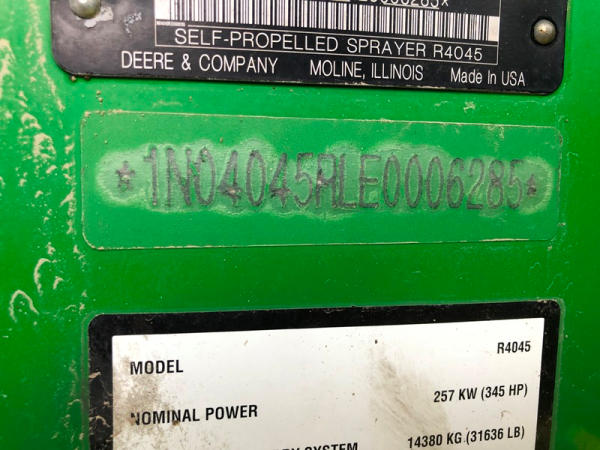 SELF-PROPELLED SPRAYER R4045
DEERE & COMPANY MOLINE, ILLINOIS Made in USA
*1N04045RLE0006285*
MODEL R4045
NOMINAL POWER 257 KW (345 HP)
SYSTEM 14380 KG (31636 LB)